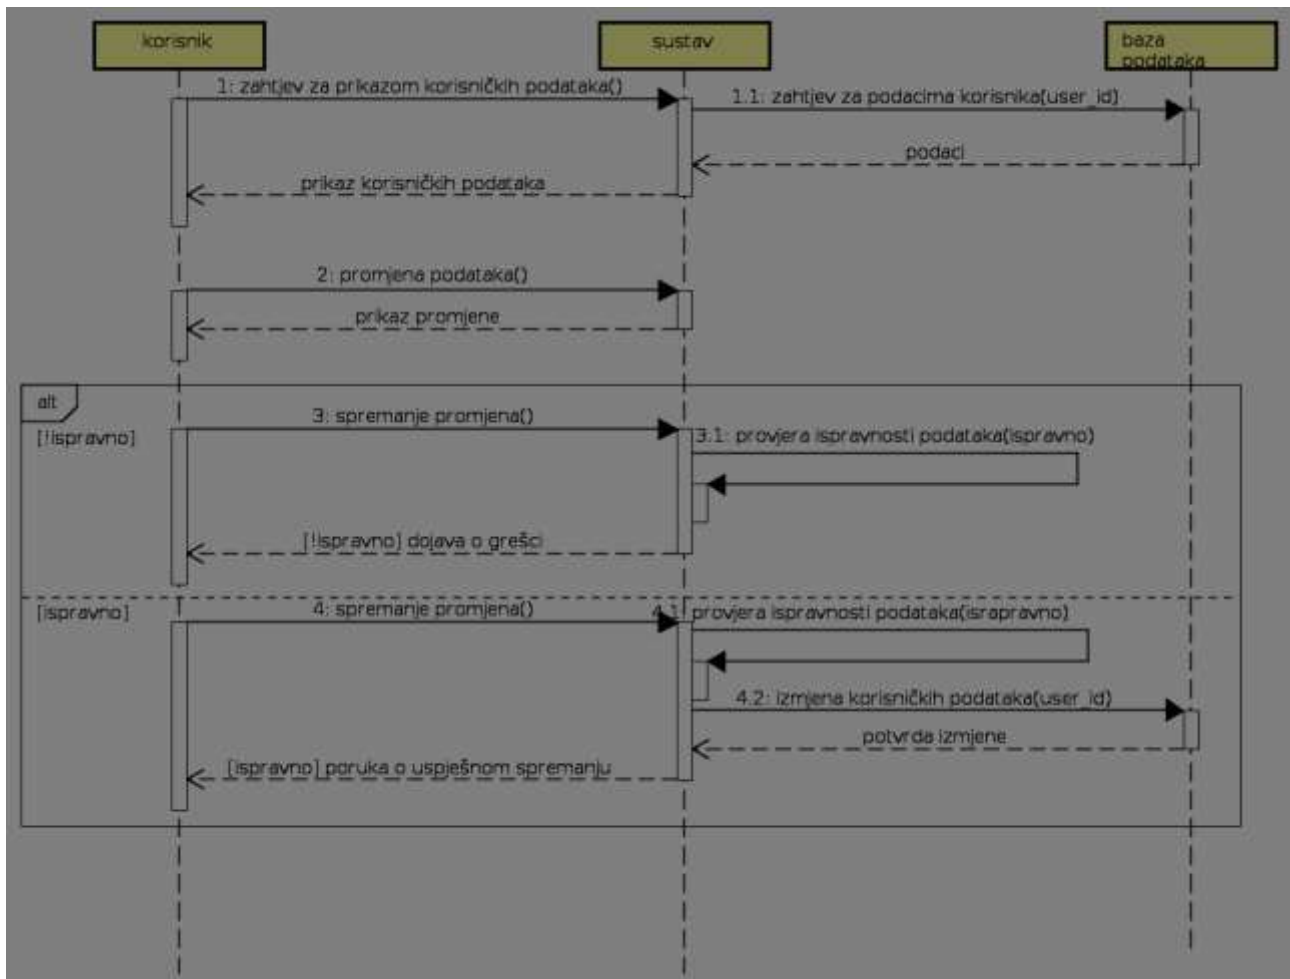 korisnik
sustav
baza
podataka
1: zahtjev za prikazom korisničkih podataka()
1.1: zahtjev za podacima korisnika(user_id)
podaci
prikaz korisničkih podataka
2: promjena podataka()
prikaz promjene
alt
[!ispravno]
3: spremanje promjena()
3.1: provjera ispravnosti podataka(ispravno)
[!ispravno] dojava o grešci
[ispravno]
4: spremanje promjena()
4.1: provjera ispravnosti podataka(israpravno)
4.2: izmjena korisničkih podataka(user_id)
potvrda izmjene
[ispravno] poruka o uspješnom spremanju